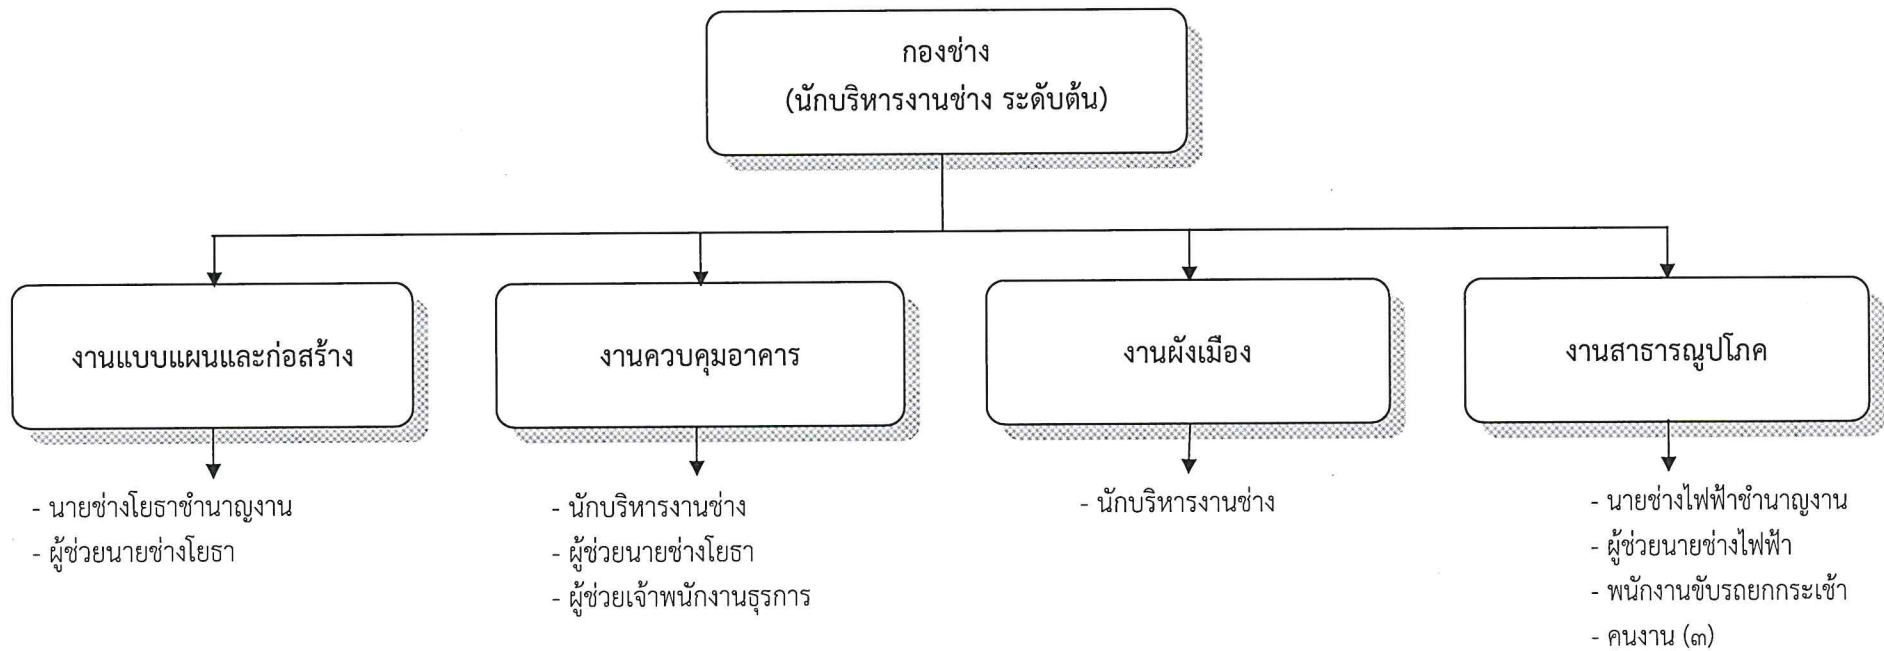 กองช่าง
(นักบริหารงานช่าง ระดับต้น)
งานแบบแผนและก่อสร้าง
- นายช่างโยธาชำนาญงาน
- ผู้ช่วยนายช่างโยธา
งานควบคุมอาคาร
- นักบริหารงานช่าง
- ผู้ช่วยนายช่างโยธา
- ผู้ช่วยเจ้าพนักงานธุรการ
งานผังเมือง
- นักบริหารงานช่าง
งานสาธารณูปโภค
- นายช่างไฟฟ้าชำนาญงาน
- ผู้ช่วยนายช่างไฟฟ้า
- พนักงานขับรถยกกระเช้า
- คนงาน (๓)